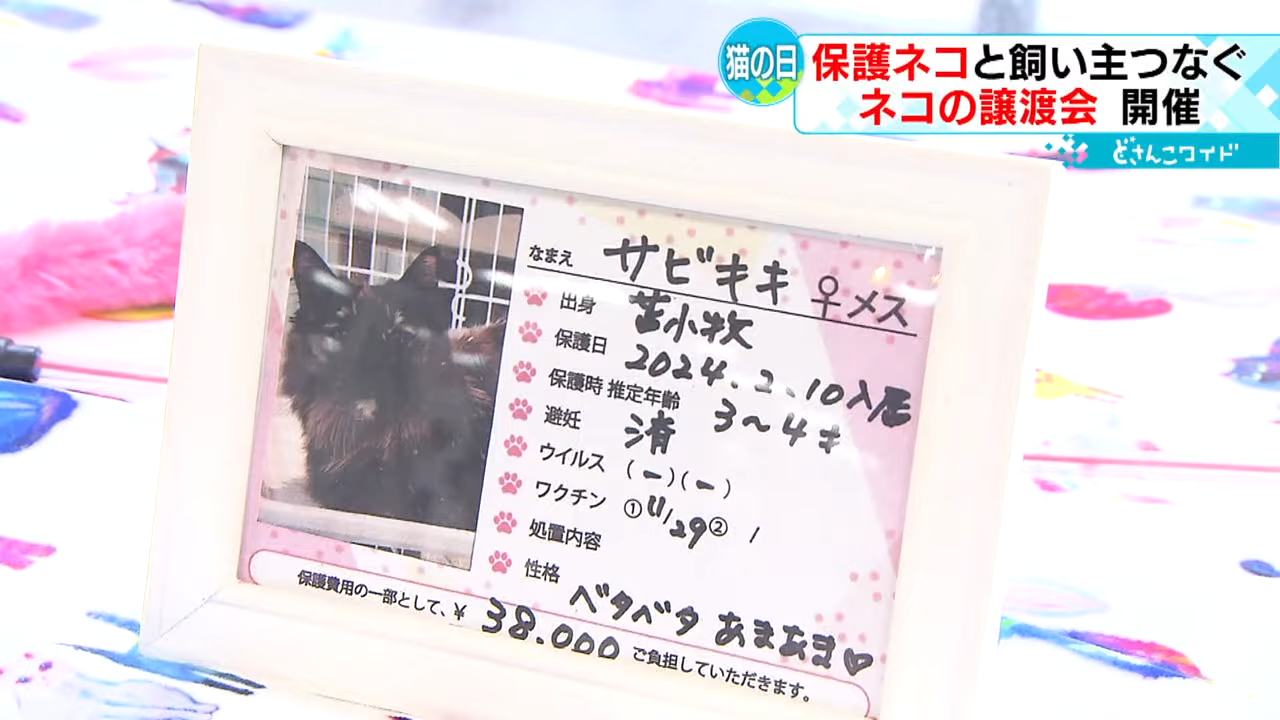 猫の日
保護ネコと飼い主つなぐ
ネコの譲渡会 開催
どさんこワイド
なまえ サビキキ ♀メス
出身 苫小牧
保護日 2024.2.10入居
保護時 推定年齢 3〜4才
避妊 済
ウイルス (ー)(ー)
ワクチン ①11/29② /
処置内容
性格 ベタベタ あまあま♡
保護費用の一部として、¥ 38.000 ご負担していただきます。